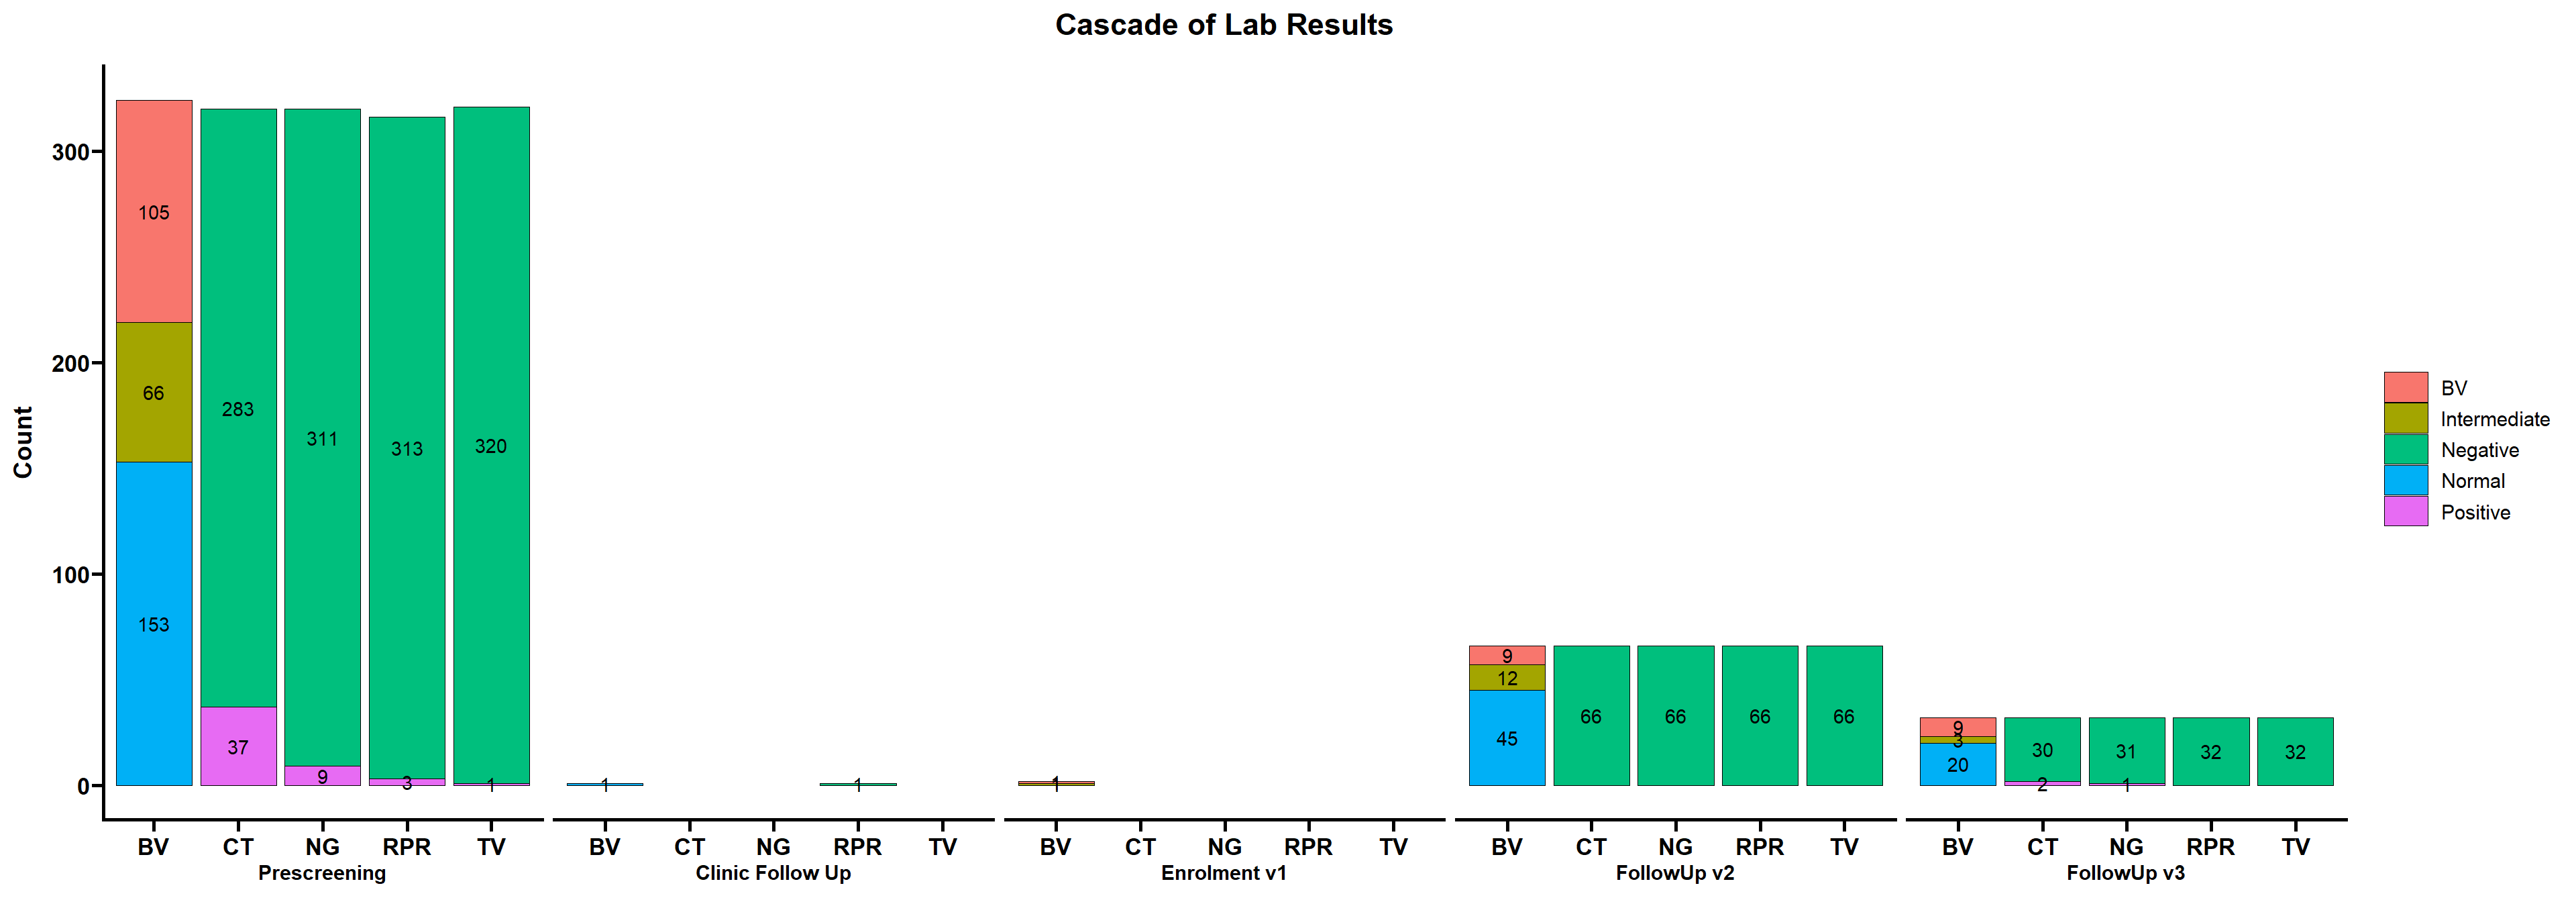 Cascade of Lab Results
Count
300
200
100
0
105
66
153
283
37
311
9
313
3
320
1
1
1
1
1
9
12
45
66
66
66
66
9
3
20
30
2
31
1
32
32
BV CT NG RPR TV
Prescreening
BV CT NG RPR TV
Clinic Follow Up
BV CT NG RPR TV
Enrolment v1
BV CT NG RPR TV
FollowUp v2
BV CT NG RPR TV
FollowUp v3
BV
Intermediate
Negative
Normal
Positive